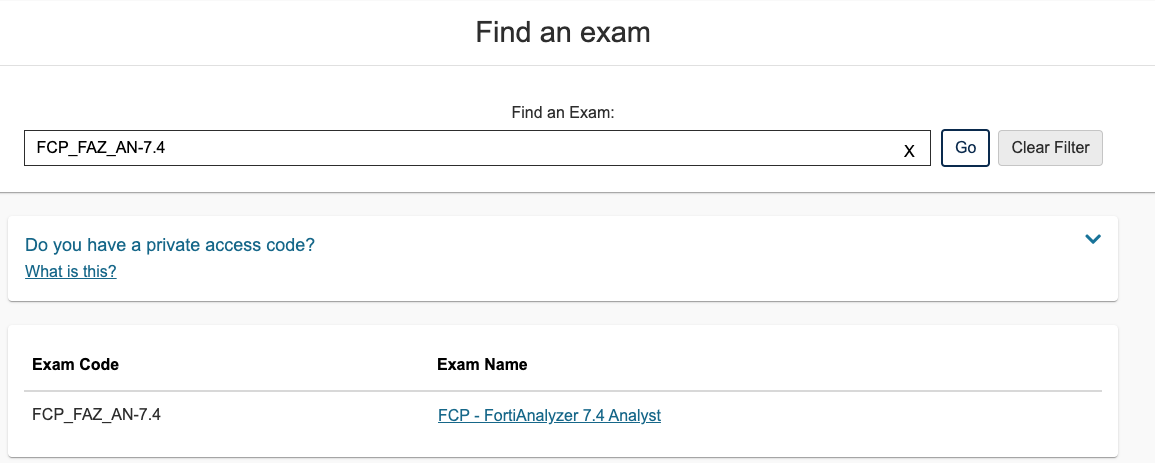 Find an exam
Find an Exam:
FCP_FAZ_AN-7.4 X Go Clear Filter
Do you have a private access code?
What is this?
Exam Code Exam Name
FCP_FAZ_AN-7.4 FCP - FortiAnalyzer 7.4 Analyst